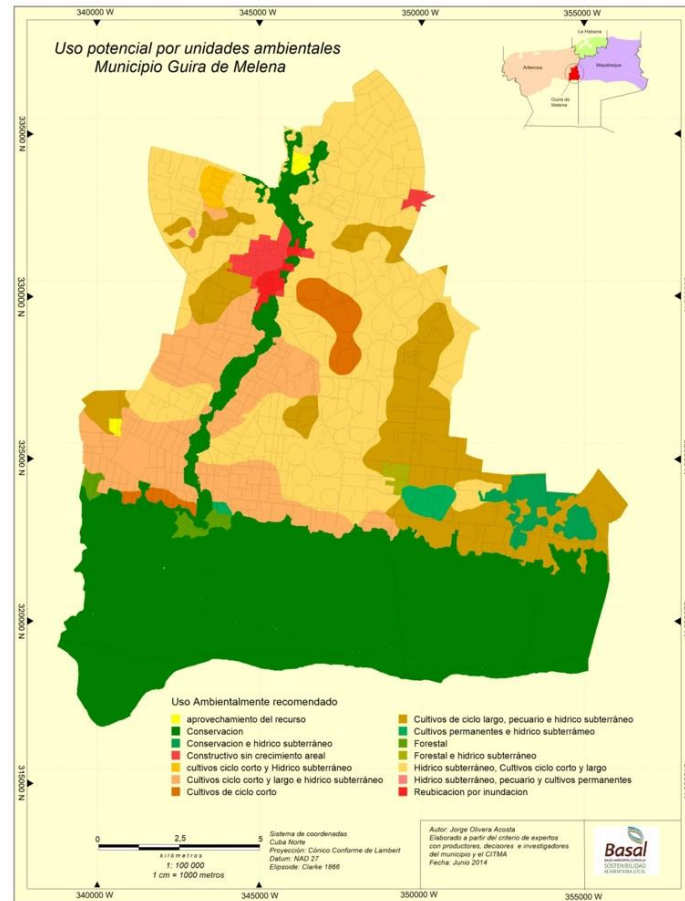 340000 W
345000 W
350000 W
355000 W
Uso potencial por unidades ambientales
Municipio Guira de Melena
La Habana
Artemisa
Mayabeque
Guira de
Melena
335000 N
330000 N
325000 N
320000 N
315000 N
Uso Ambientalmente recomendado
aprovechamiento del recurso
Conservacion
Conservacion e hidrico subterráneo
Constructivo sin crecimiento areal
cultivos ciclo corto y Hidrico subterráneo
Cultivos ciclo corto y largo e hidrico subterráneo
Cultivos de ciclo corto
Cultivos de ciclo largo, pecuario e hidrico subterráneo
Cultivos permanentes e hidrico subterrámeo
Forestal
Forestal e hidrico subterráneo
Hidrico subterráneo, Cultivos ciclo corto y largo
Hidrico subterráneo, pecuario y cultivos permanentes
Reubicacion por inundacion
0 2.5 5
kilómetros
1: 100 000
1 cm = 1000 metros
Sistema de coordenadas
Cuba Norte
Proyección: Cónico Conforme de Lambert
Datum: NAD 27
Elipsoide: Clarke 1866
Autor: Jorge Olivera Acosta
Elaborado a partir del criterio de expertos
con productores, decisores e investigadores
del municipio y el CITMA
Fecha: Junio 2014
Basal
SOSTENIBILIDAD
ALIMENTARIA LOCAL
340000 W
345000 W
350000 W
355000 W